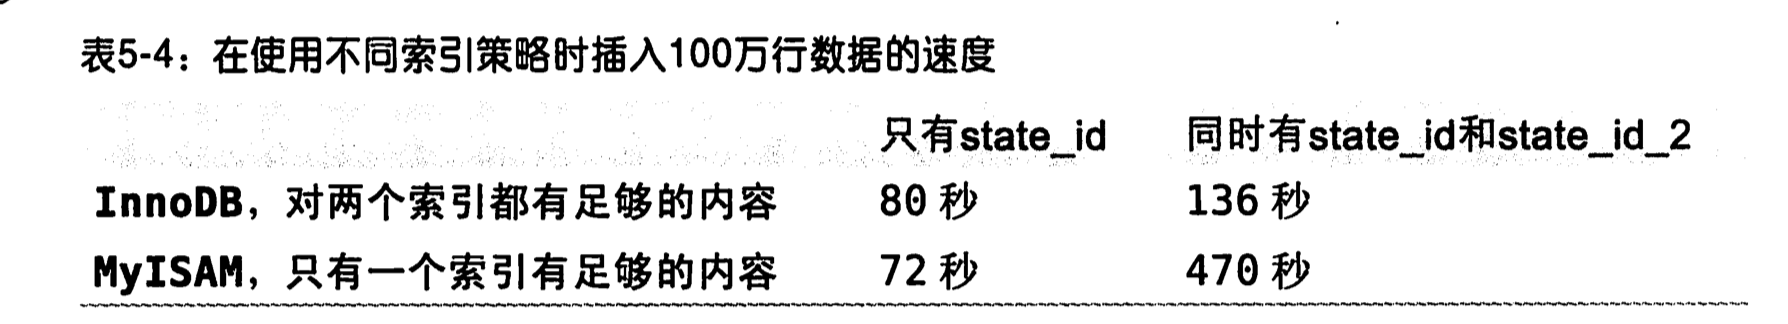 表5-4：在使用不同索引策略时插入100万行数据的速度
只有state_id 同时有state_id和state_id_2
InnoDB，对两个索引都有足够的内容 80 秒 136 秒
MyISAM，只有一个索引有足够的内容 72 秒 470 秒